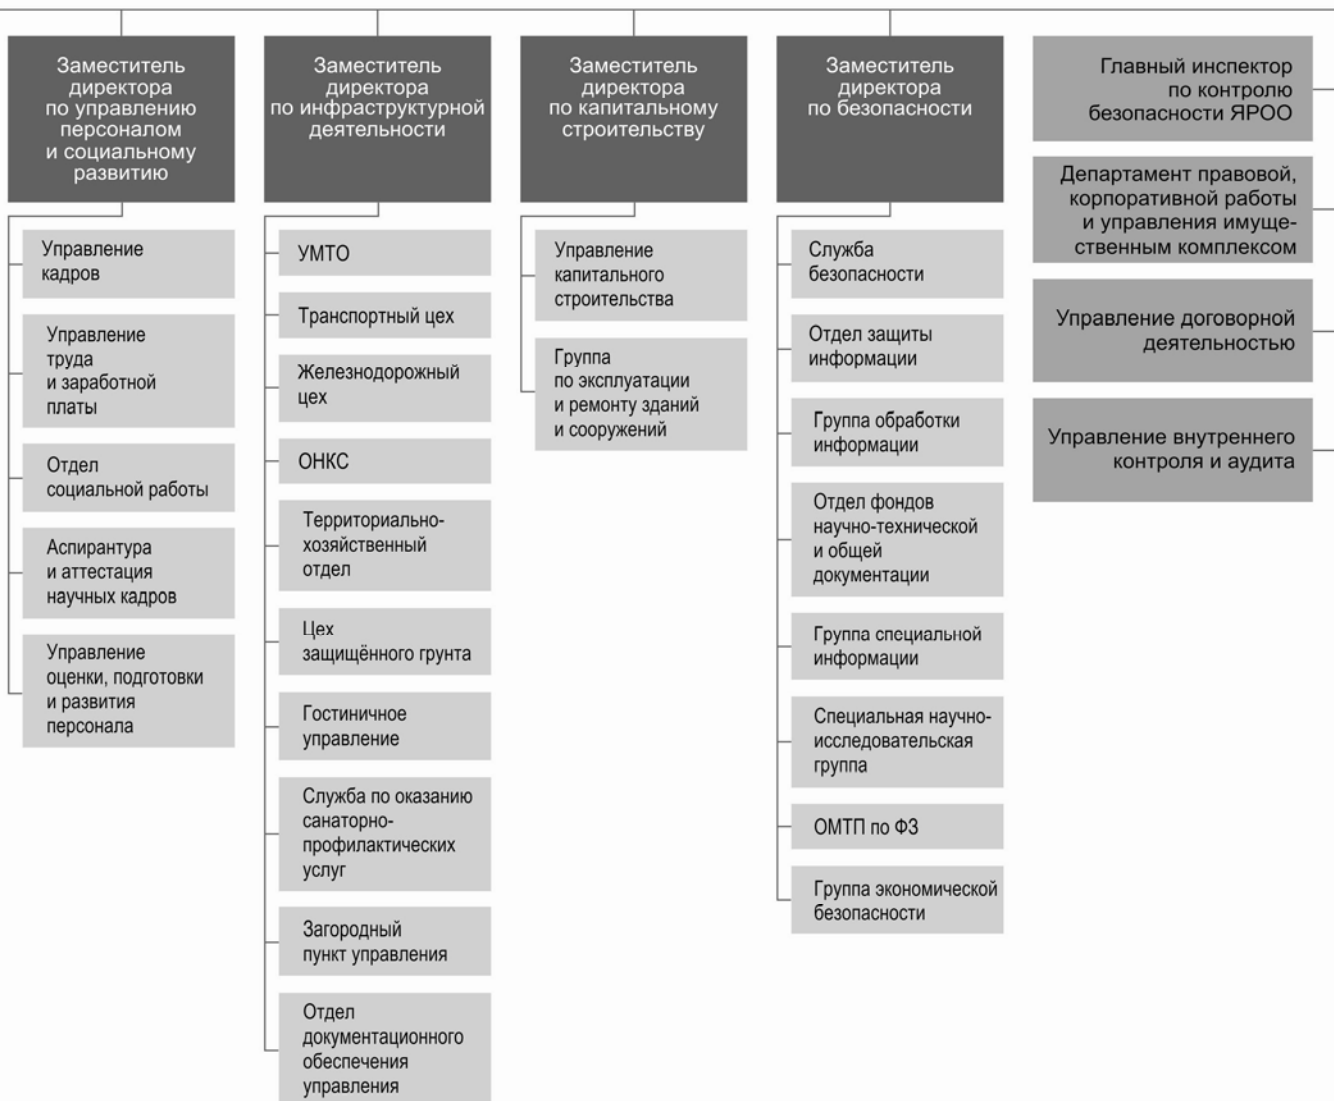 Заместитель
директора
по управлению
персоналом
и социальному
развитию
Управление
кадров
Управление
труда
и заработной
платы
Отдел
социальной работы
Аспирантура
и аттестация
научных кадров
Управление
оценки, подготовки
и развития
персонала
Заместитель
директора
по инфраструктурной
деятельности
УМТО
Транспортный цех
Железнодорожный
цех
ОНКС
Территориально-
хозяйственный
отдел
Цех
защищённого грунта
Гостиничное
управление
Служба по оказанию
санаторно-
профилактических
услуг
Загородный
пункт управления
Отдел
документационного
обеспечения
управления
Заместитель
директора
по капитальному
строительству
Управление
капитального
строительства
Группа
по эксплуатации
и ремонту зданий
и сооружений
Заместитель
директора
по безопасности
Служба
безопасности
Отдел защиты
информации
Группа обработки
информации
Отдел фондов
научно-технической
и общей
документации
Группа специальной
информации
Специальная научно-
исследовательская
группа
ОМТП по ФЗ
Группа экономической
безопасности
Главный инспектор
по контролю
безопасности ЯРОО
Департамент правовой,
корпоративной работы
и управления имуще-
ственным комплексом
Управление договорной
деятельностью
Управление внутреннего
контроля и аудита